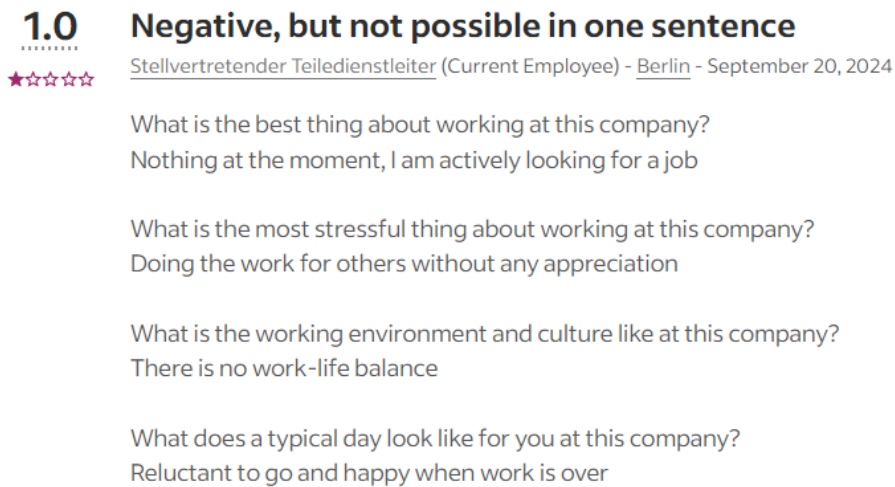 1.0
Negative, but not possible in one sentence
Stellvertretender Teiledienstleiter (Current Employee) - Berlin - September 20, 2024
What is the best thing about working at this company?
Nothing at the moment, I am actively looking for a job
What is the most stressful thing about working at this company?
Doing the work for others without any appreciation
What is the working environment and culture like at this company?
There is no work-life balance
What does a typical day look like for you at this company?
Reluctant to go and happy when work is over